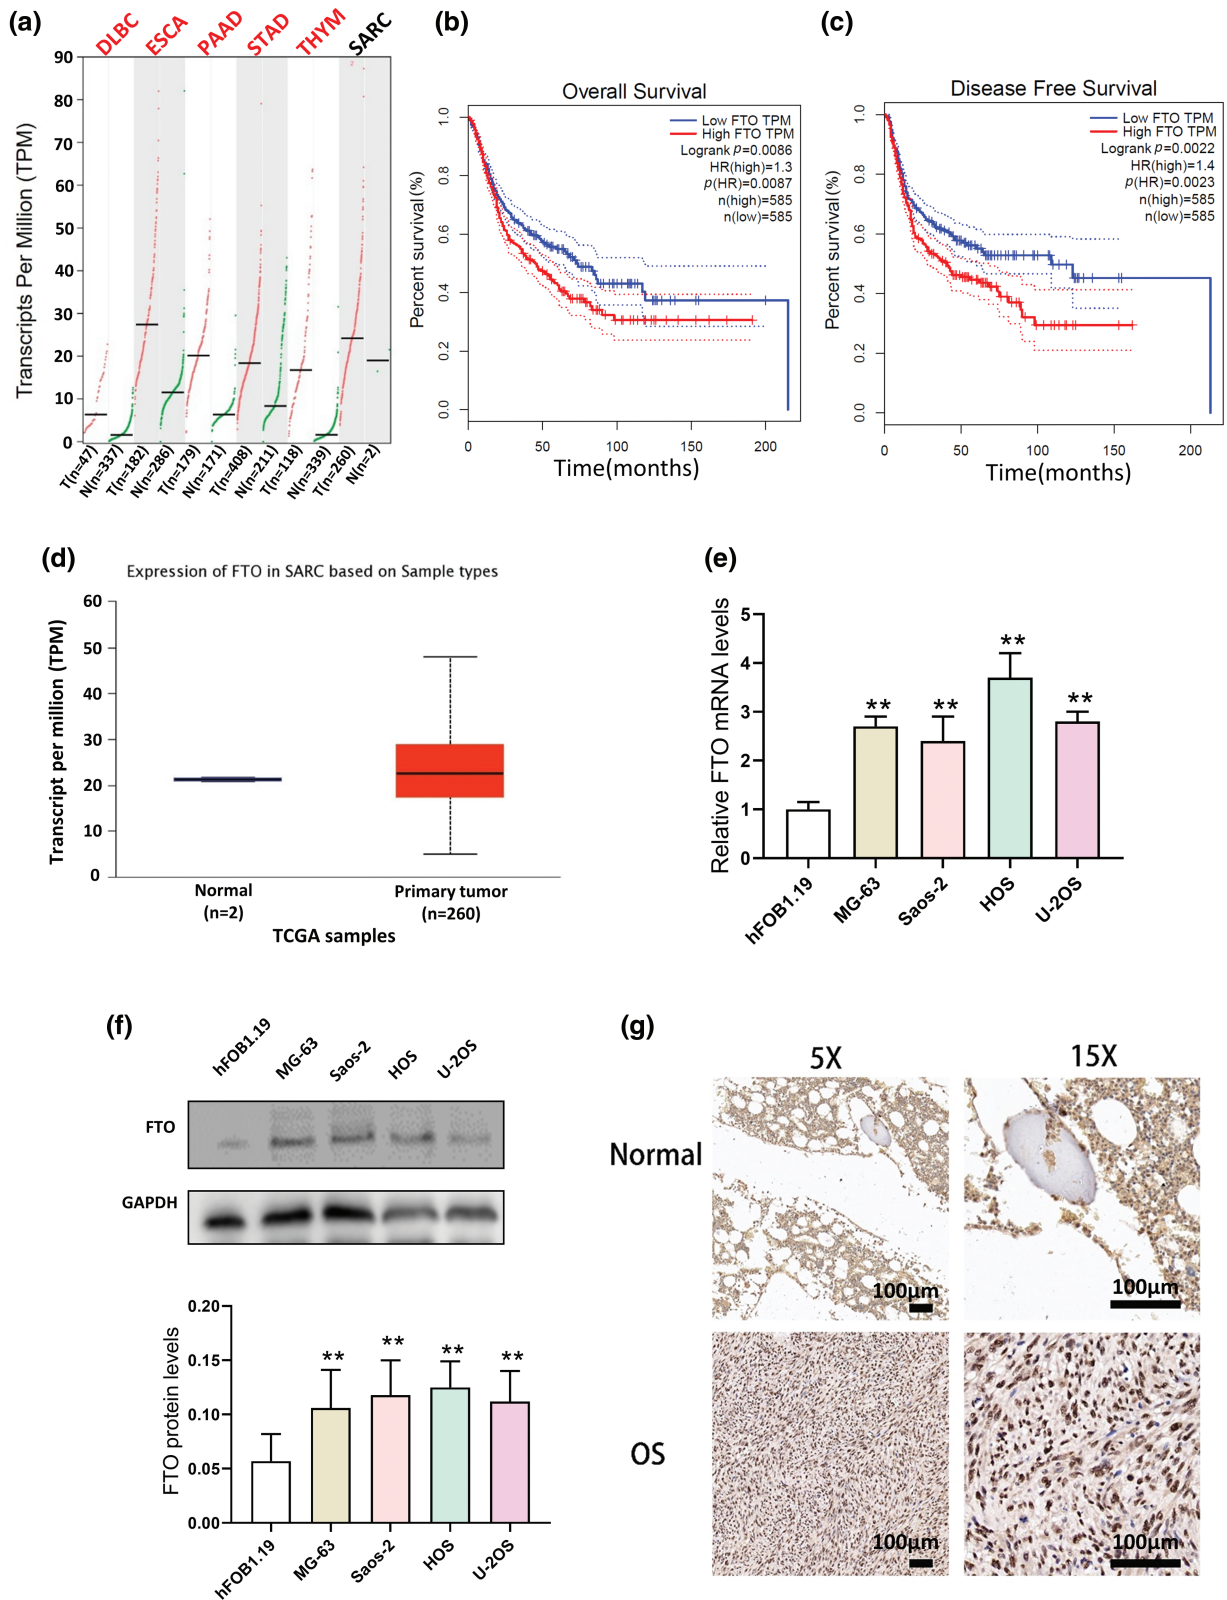 (a)
DLBC ESCA PAAD STAD THYM SARC
Transcripts Per Million (TPM)
90
80
70
60
50
40
30
20
10
0
T(n=47) N(n=337) T(n=182) N(n=286) T(n=179) N(n=171) T(n=408) N(n=211) T(n=118) N(n=339) T(n=260) N(n=2)
(b)
Overall Survival
Low FTO TPM
High FTO TPM
Logrank p=0.0086
HR(high)=1.3
p(HR)=0.0087
n(high)=585
n(low)=585
Percent survival(%)
1.0
0.8
0.6
0.4
0.2
0.0
0 50 100 150 200
Time(months)
(c)
Disease Free Survival
Low FTO TPM
High FTO TPM
Logrank p=0.0022
HR(high)=1.4
p(HR)=0.0023
n(high)=585
n(low)=585
Percent survival(%)
1.0
0.8
0.6
0.4
0.2
0.0
0 50 100 150 200
Time(months)
(d)
Expression of FTO in SARC based on Sample types
Transcript per million (TPM)
60
50
40
30
20
10
0
Normal Primary tumor
(n=2) (n=260)
TCGA samples
(e)
Relative FTO mRNA levels
5
4
3
2
1
0
** ** ** **
hFOB1.19 MG-63 Saos-2 HOS U-2OS
(f)
hFOB1.19 MG-63 Saos-2 HOS U-2OS
FTO
GAPDH
FTO protein levels
0.20
0.15
0.10
0.05
0.00
** ** ** **
hFOB1.19 MG-63 Saos-2 HOS U-2OS
(g)
5X 15X
Normal
100μm 100μm
OS
100μm 100μm